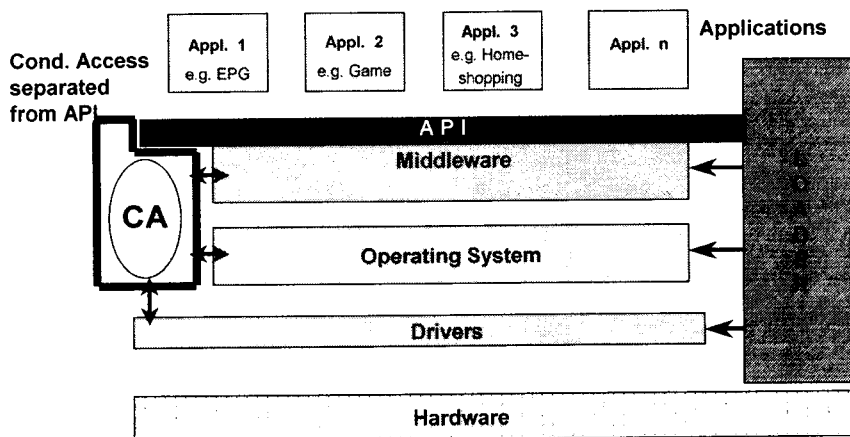 Appl. 1
e.g. EPG
Appl. 2
e.g. Game
Appl. 3
e.g. Home-
shopping
Appl. n
Applications
Cond. Access
separated
from API
API
Middleware
CA
Operating System
Drivers
LOADER
Hardware